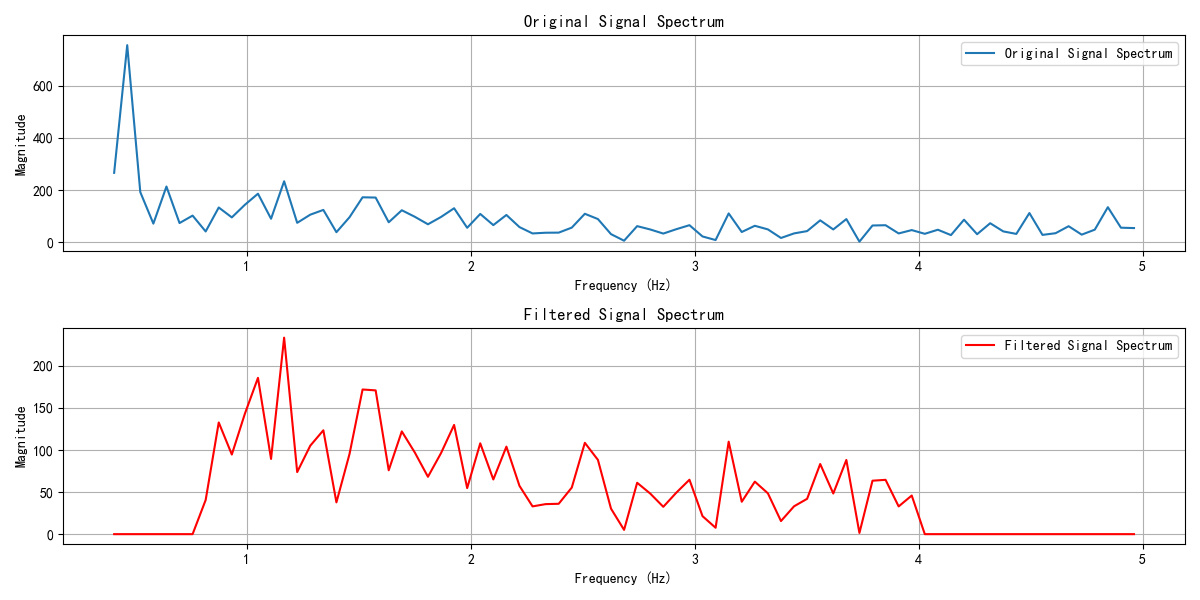 Original Signal Spectrum
Original Signal Spectrum
Magnitude
600
400
200
0
1 2 3 4 5
Frequency (Hz)
Filtered Signal Spectrum
Filtered Signal Spectrum
Magnitude
200
150
100
50
0
1 2 3 4 5
Frequency (Hz)